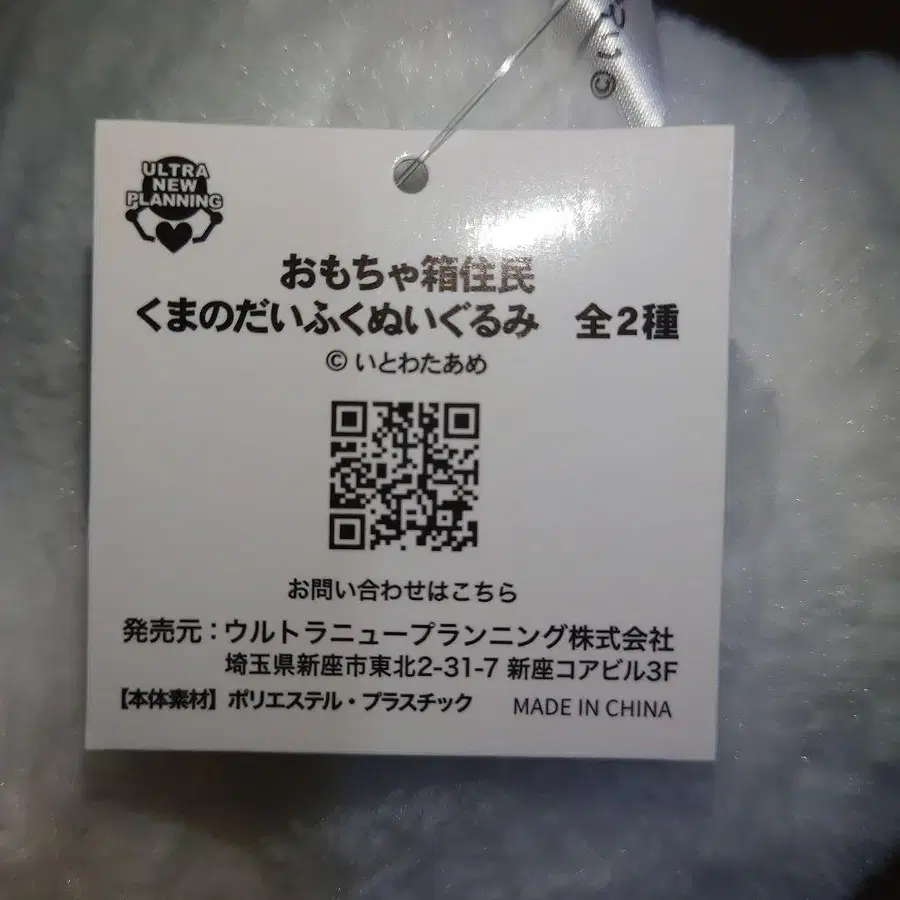 ULTRA
NEW
PLANNING
おもちゃ箱住民
くまのだいふくぬいぐるみ 全2種
© いとわたあめ
お問い合わせはこちら
発売元：ウルトラニュープランニング株式会社
埼玉県新座市東北2-31-7 新座コアビル3F
【本体素材】ポリエステル・プラスチック MADE IN CHINA
©